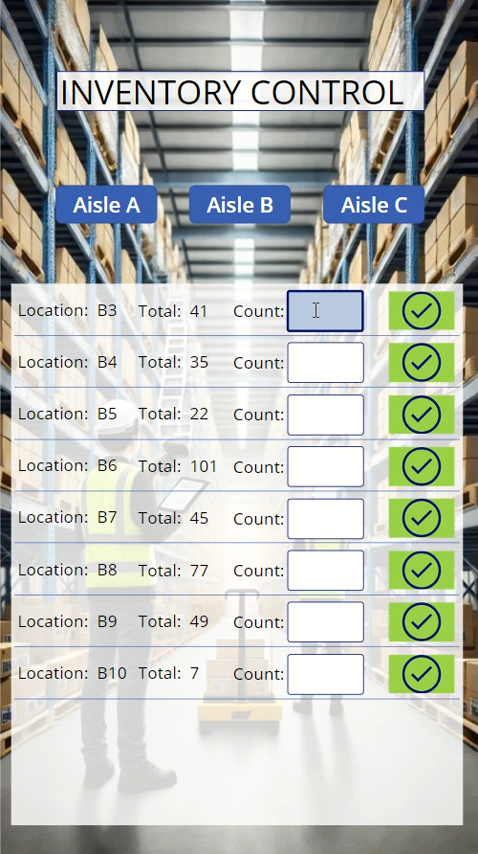 INVENTORY CONTROL
Aisle A Aisle B Aisle C
Location: B3 Total: 41 Count:
Location: B4 Total: 35 Count:
Location: B5 Total: 22 Count:
Location: B6 Total: 101 Count:
Location: B7 Total: 45 Count:
Location: B8 Total: 77 Count:
Location: B9 Total: 49 Count:
Location: B10 Total: 7 Count: